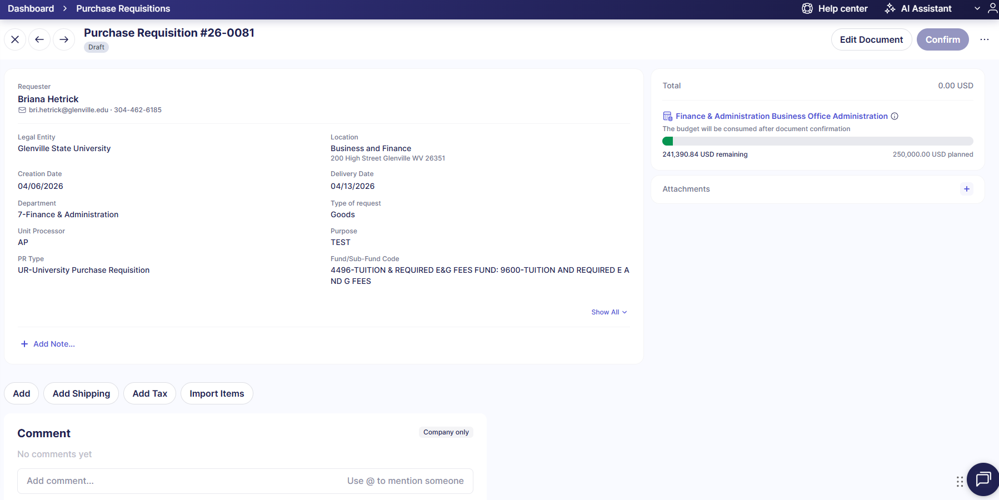 Dashboard > Purchase Requisitions
Help center
AI Assistant
Purchase Requisition #26-0081
Draft
Edit Document
Confirm
Requester
Briana Hetrick
bri.hetrick@glenville.edu · 304-462-6185
Legal Entity
Glenville State University
Location
Business and Finance
200 High Street Glenville WV 26351
Creation Date
04/06/2026
Delivery Date
04/13/2026
Department
7-Finance & Administration
Type of request
Goods
Unit Processor
AP
Purpose
TEST
PR Type
UR-University Purchase Requisition
Fund/Sub-Fund Code
4496-TUITION & REQUIRED E&G FEES FUND: 9600-TUITION AND REQUIRED E A
ND G FEES
Show All
+ Add Note...
Total
0.00 USD
Finance & Administration Business Office Administration
The budget will be consumed after document confirmation
241,390.84 USD remaining
250,000.00 USD planned
Attachments
+
Add
Add Shipping
Add Tax
Import Items
Comment
Company only
No comments yet
Add comment...
Use @ to mention someone